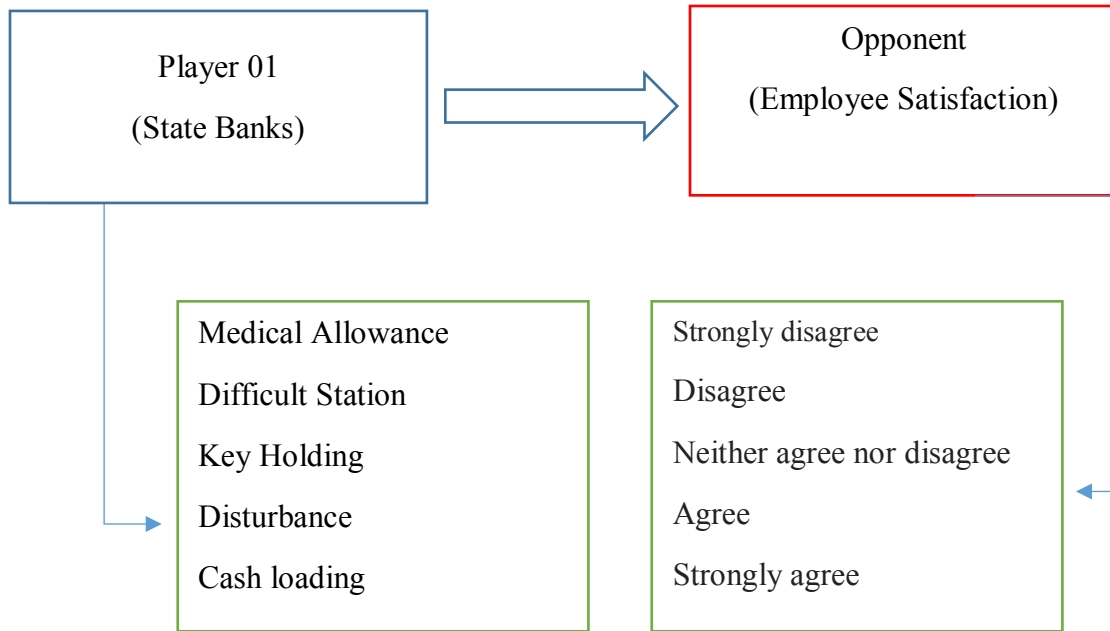 Player 01
(State Banks)
Opponent
(Employee Satisfaction)
Medical Allowance
Difficult Station
Key Holding
Disturbance
Cash loading
Strongly disagree
Disagree
Neither agree nor disagree
Agree
Strongly agree